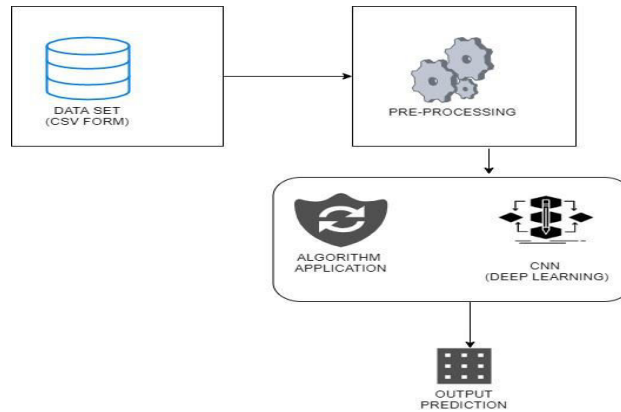 DATA SET
(CSV FORM)
PRE-PROCESSING
ALGORITHM
APPLICATION
CNN
(DEEP LEARNING)
OUTPUT
PREDICTION